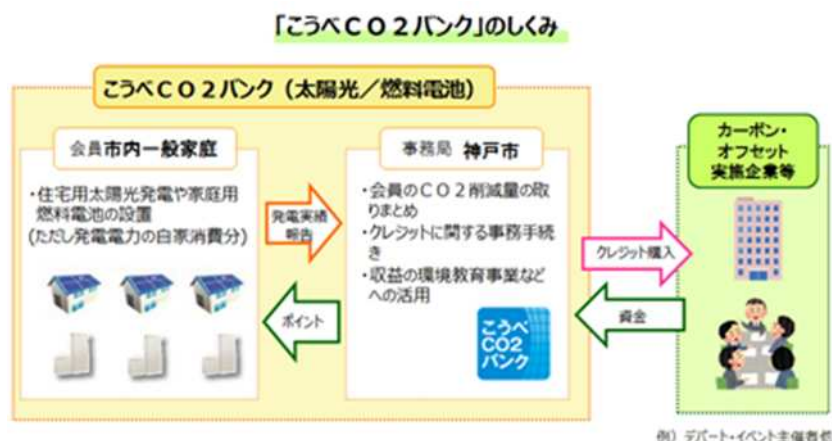 「こうべCO2バンク」のしくみ
こうべCO2バンク(太陽光／燃料電池)
会員市内一般家庭
・住宅用太陽光発電や家庭用
燃料電池の設置
(ただし発電電力の自家消費分)
発電実績
報告
ポイント
事務局 神戸市
・会員のCO2削減量の取
りまとめ
・クレジットに関する事務手続
き
・収益の環境教育事業など
への活用
こうべ
CO2
バンク
クレジット購入
資金
カーボン・
オフセット
実施企業等
例）デパート・イベント主催者他